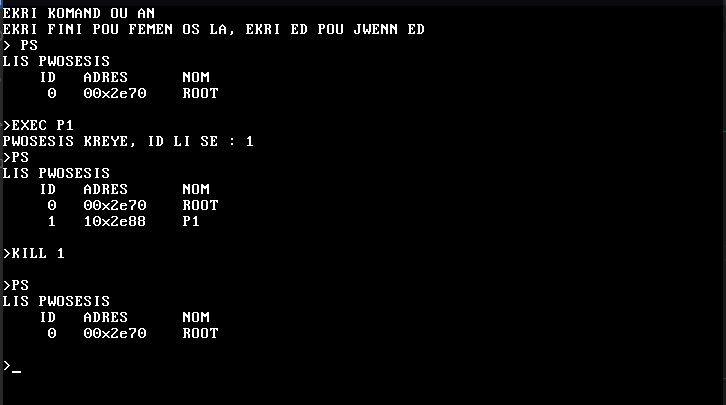 EKRI KOMAND OU AN
EKRI FINI POU FEMEN OS LA, EKRI ED POU JWENN ED
> PS
LIS PWOSESIS
ID ADRES NOM
0 00x2e70 ROOT
>EXEC P1
PWOSESIS KREYE, ID LI SE : 1
>PS
LIS PWOSESIS
ID ADRES NOM
0 00x2e70 ROOT
1 10x2e88 P1
>KILL 1
>PS
LIS PWOSESIS
ID ADRES NOM
0 00x2e70 ROOT
>_